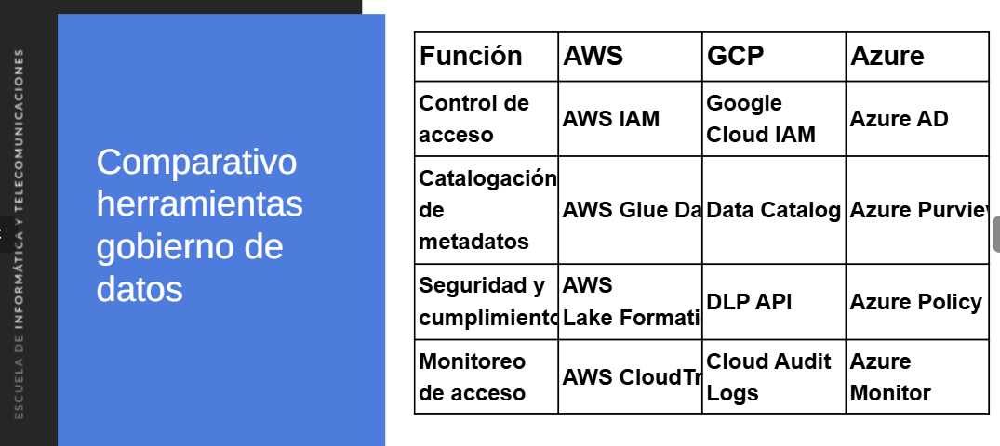 ESCUELA DE INFORMÁTICA Y TELECOMUNICACIONES
Comparativo
herramientas
gobierno de
datos
Función AWS GCP Azure
Control de
acceso
AWS IAM
Google
Cloud IAM
Azure AD
Catalogación
de
metadatos
AWS Glue Da
Data Catalog
Azure Purvie
Seguridad y
cumplimiento
AWS
Lake Formati
DLP API
Azure Policy
Monitoreo
de acceso
AWS CloudTr
Cloud Audit
Logs
Azure
Monitor